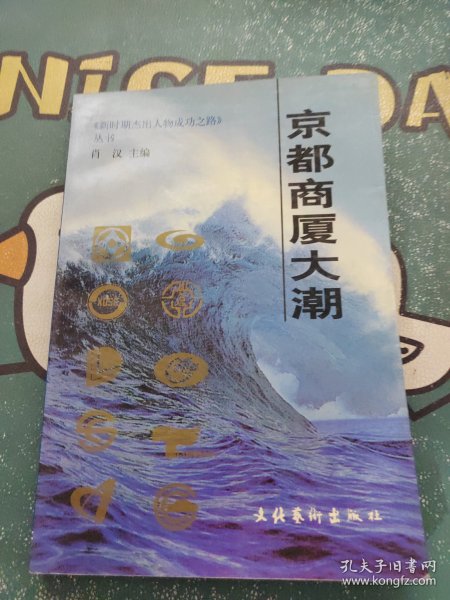 NiCE DA
《新时期杰出人物成功之路》
丛书
肖汉 主编
京都商厦大潮
文化艺术出版社
孔夫子旧书网
www.kongfz.com